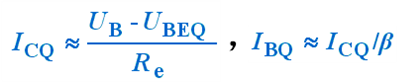 I_CQ ≈ (U_B - U_BEQ) / R_e , I_BQ ≈ I_CQ/β